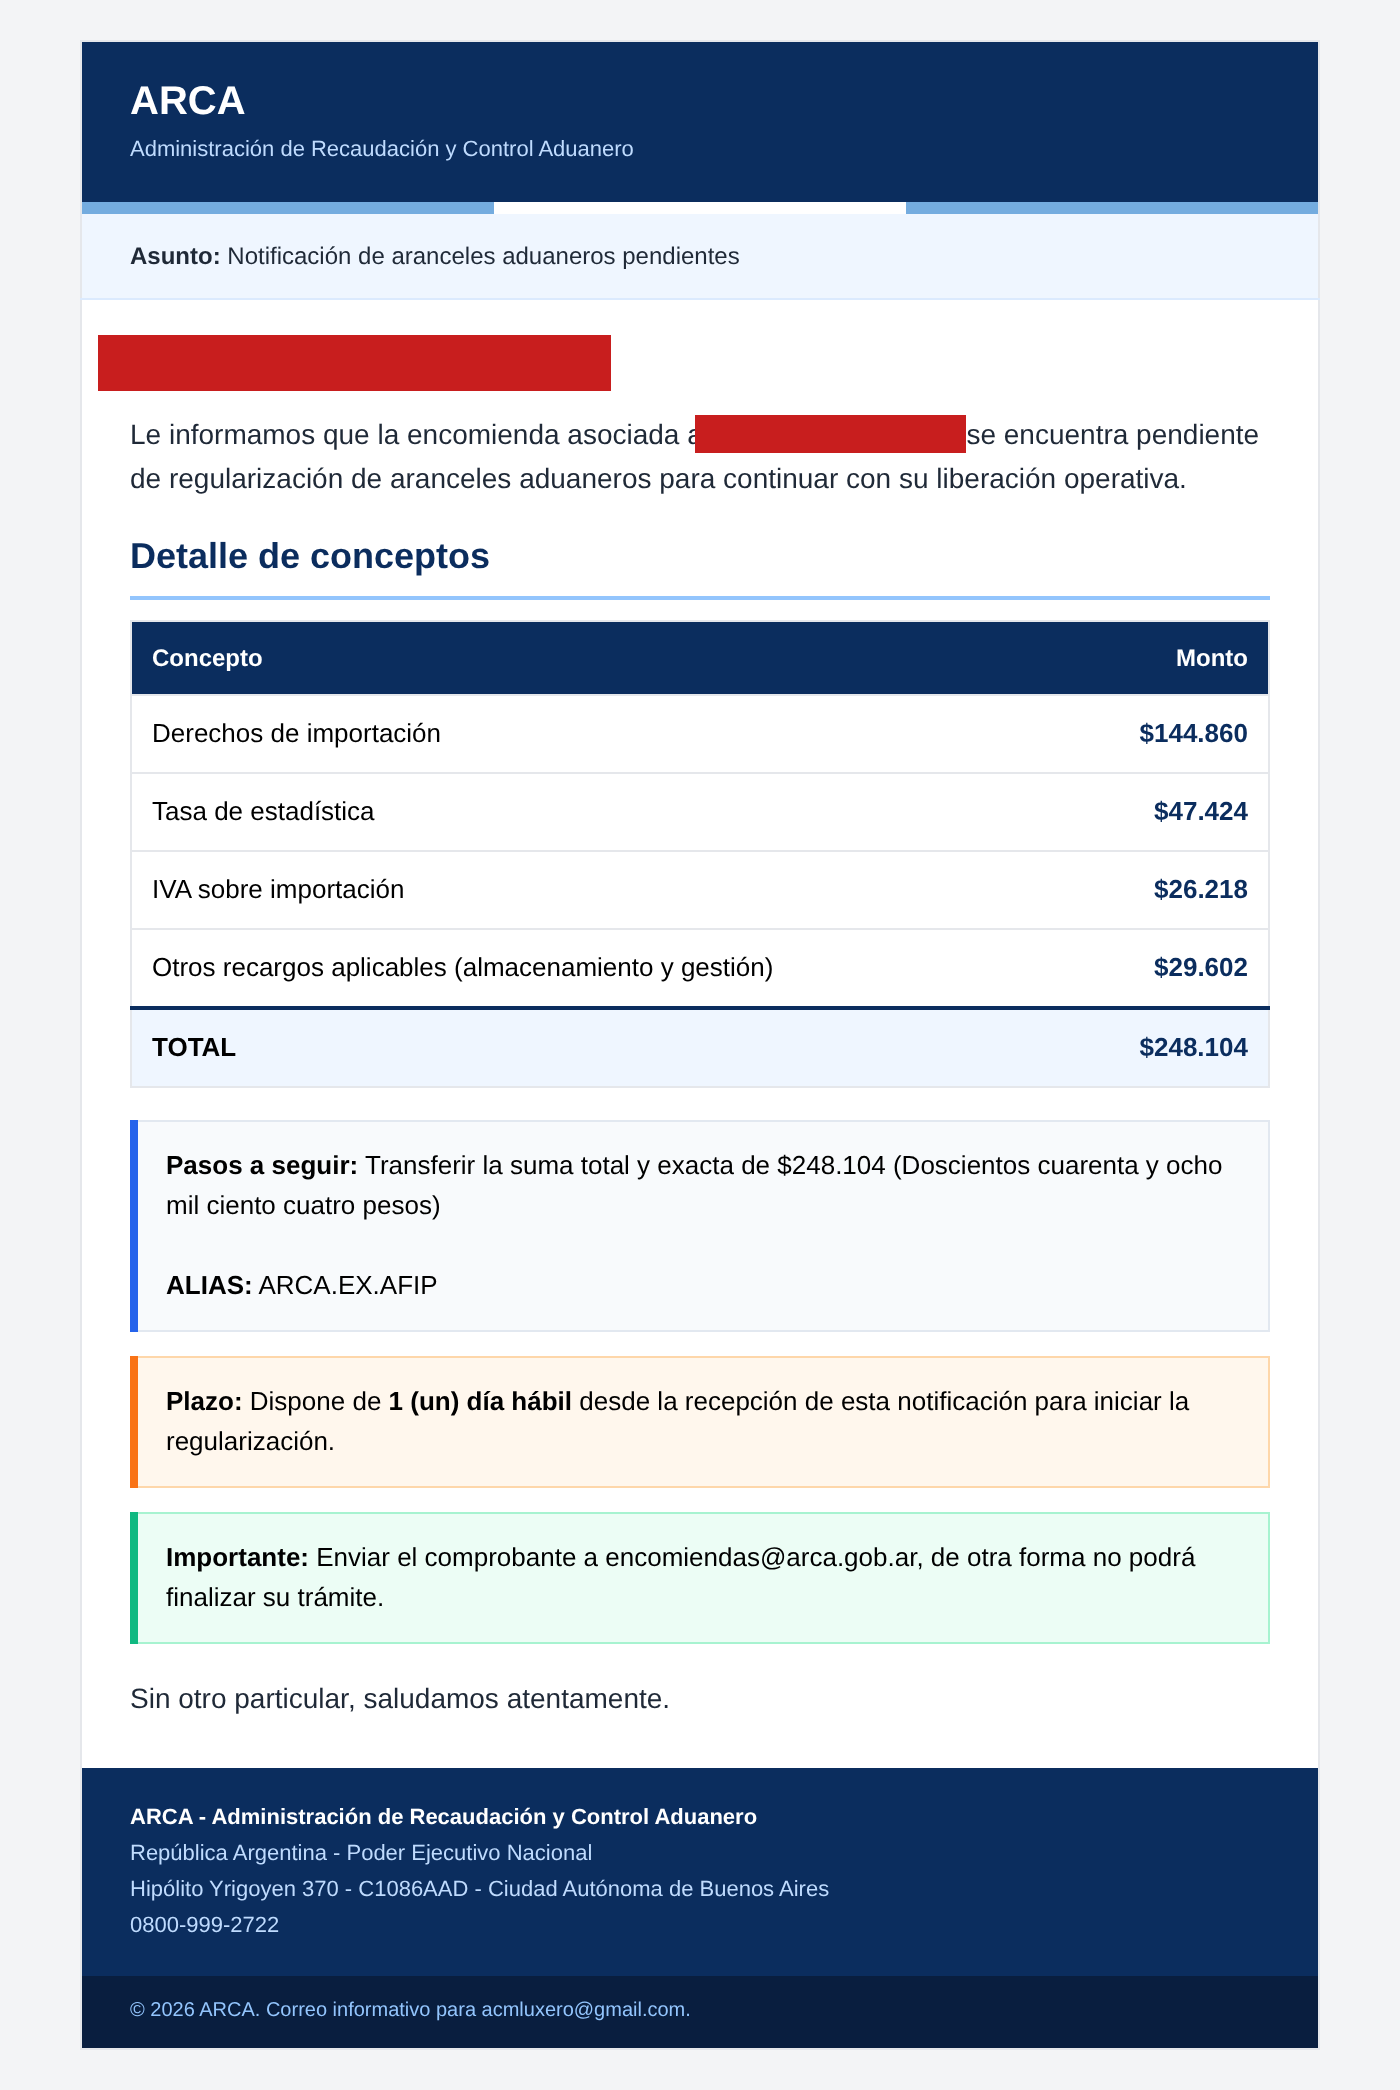 ARCA
Administración de Recaudación y Control Aduanero
Asunto: Notificación de aranceles aduaneros pendientes
Le informamos que la encomienda asociada a se encuentra pendiente
de regularización de aranceles aduaneros para continuar con su liberación operativa.
Detalle de conceptos
Concepto Monto
Derechos de importación $144.860
Tasa de estadística $47.424
IVA sobre importación $26.218
Otros recargos aplicables (almacenamiento y gestión) $29.602
TOTAL $248.104
Pasos a seguir: Transferir la suma total y exacta de $248.104 (Doscientos cuarenta y ocho
mil ciento cuatro pesos)
ALIAS: ARCA.EX.AFIP
Plazo: Dispone de 1 (un) día hábil desde la recepción de esta notificación para iniciar la
regularización.
Importante: Enviar el comprobante a encomiendas@arca.gob.ar, de otra forma no podrá
finalizar su trámite.
Sin otro particular, saludamos atentamente.
ARCA - Administración de Recaudación y Control Aduanero
República Argentina - Poder Ejecutivo Nacional
Hipólito Yrigoyen 370 - C1086AAD - Ciudad Autónoma de Buenos Aires
0800-999-2722
© 2026 ARCA. Correo informativo para acmluxero@gmail.com.